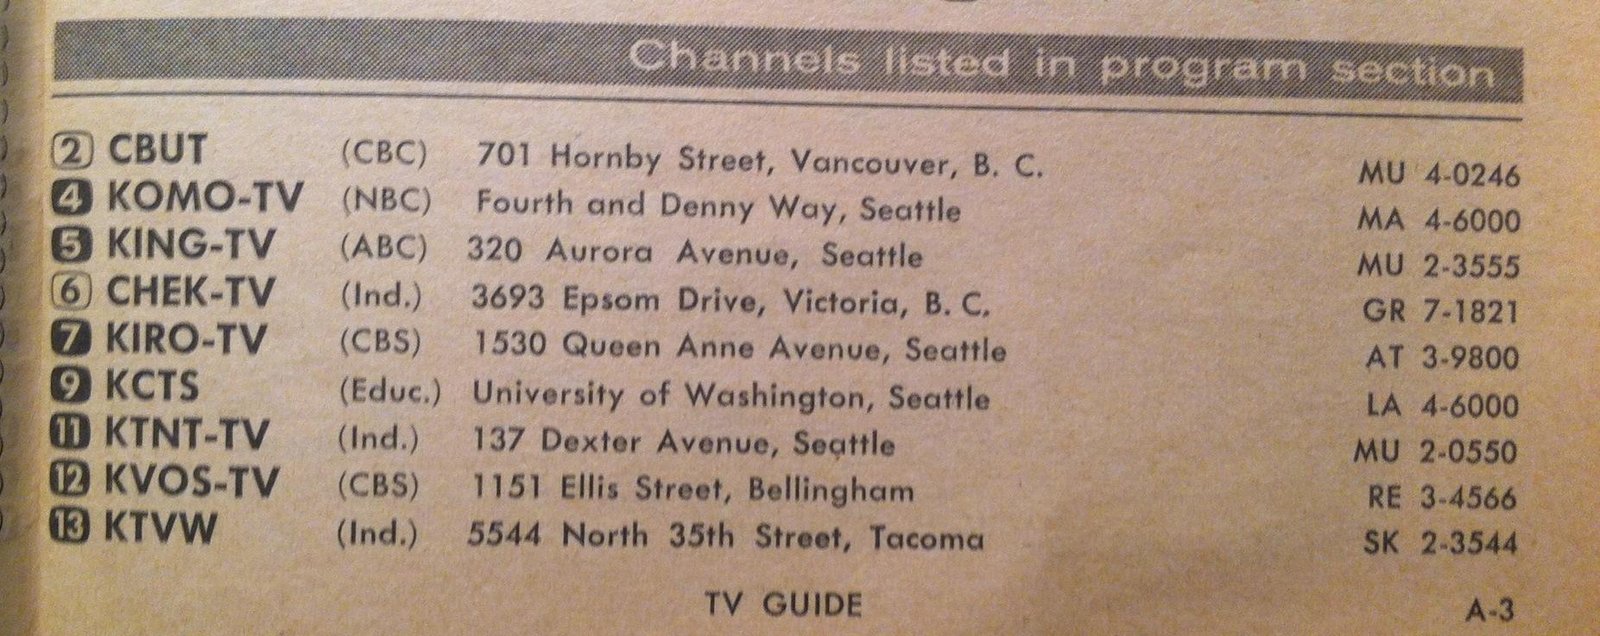 Channels listed in program section
2 CBUT (CBC) 701 Hornby Street, Vancouver, B. C. MU 4-0246
4 KOMO-TV (NBC) Fourth and Denny Way, Seattle MA 4-6000
5 KING-TV (ABC) 320 Aurora Avenue, Seattle MU 2-3555
6 CHEK-TV (Ind.) 3693 Epsom Drive, Victoria, B. C. GR 7-1821
7 KIRO-TV (CBS) 1530 Queen Anne Avenue, Seattle AT 3-9800
9 KCTS (Educ.) University of Washington, Seattle LA 4-6000
11 KTNT-TV (Ind.) 137 Dexter Avenue, Seattle MU 2-0550
12 KVOS-TV (CBS) 1151 Ellis Street, Bellingham RE 3-4566
13 KTVW (Ind.) 5544 North 35th Street, Tacoma SK 2-3544
TV GUIDE A-3